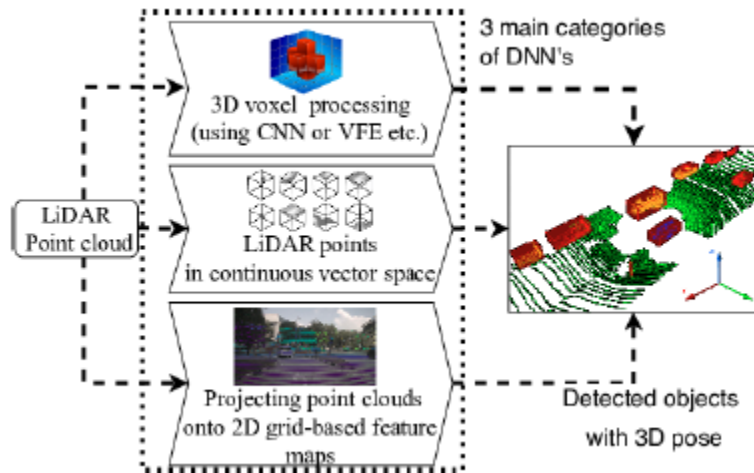 3 main categories
of DNN's
3D voxel processing
(using CNN or VFE etc.)
LiDAR
Point cloud
LiDAR points
in continuous vector space
Projecting point clouds
onto 2D grid-based feature
maps
Detected objects
with 3D pose